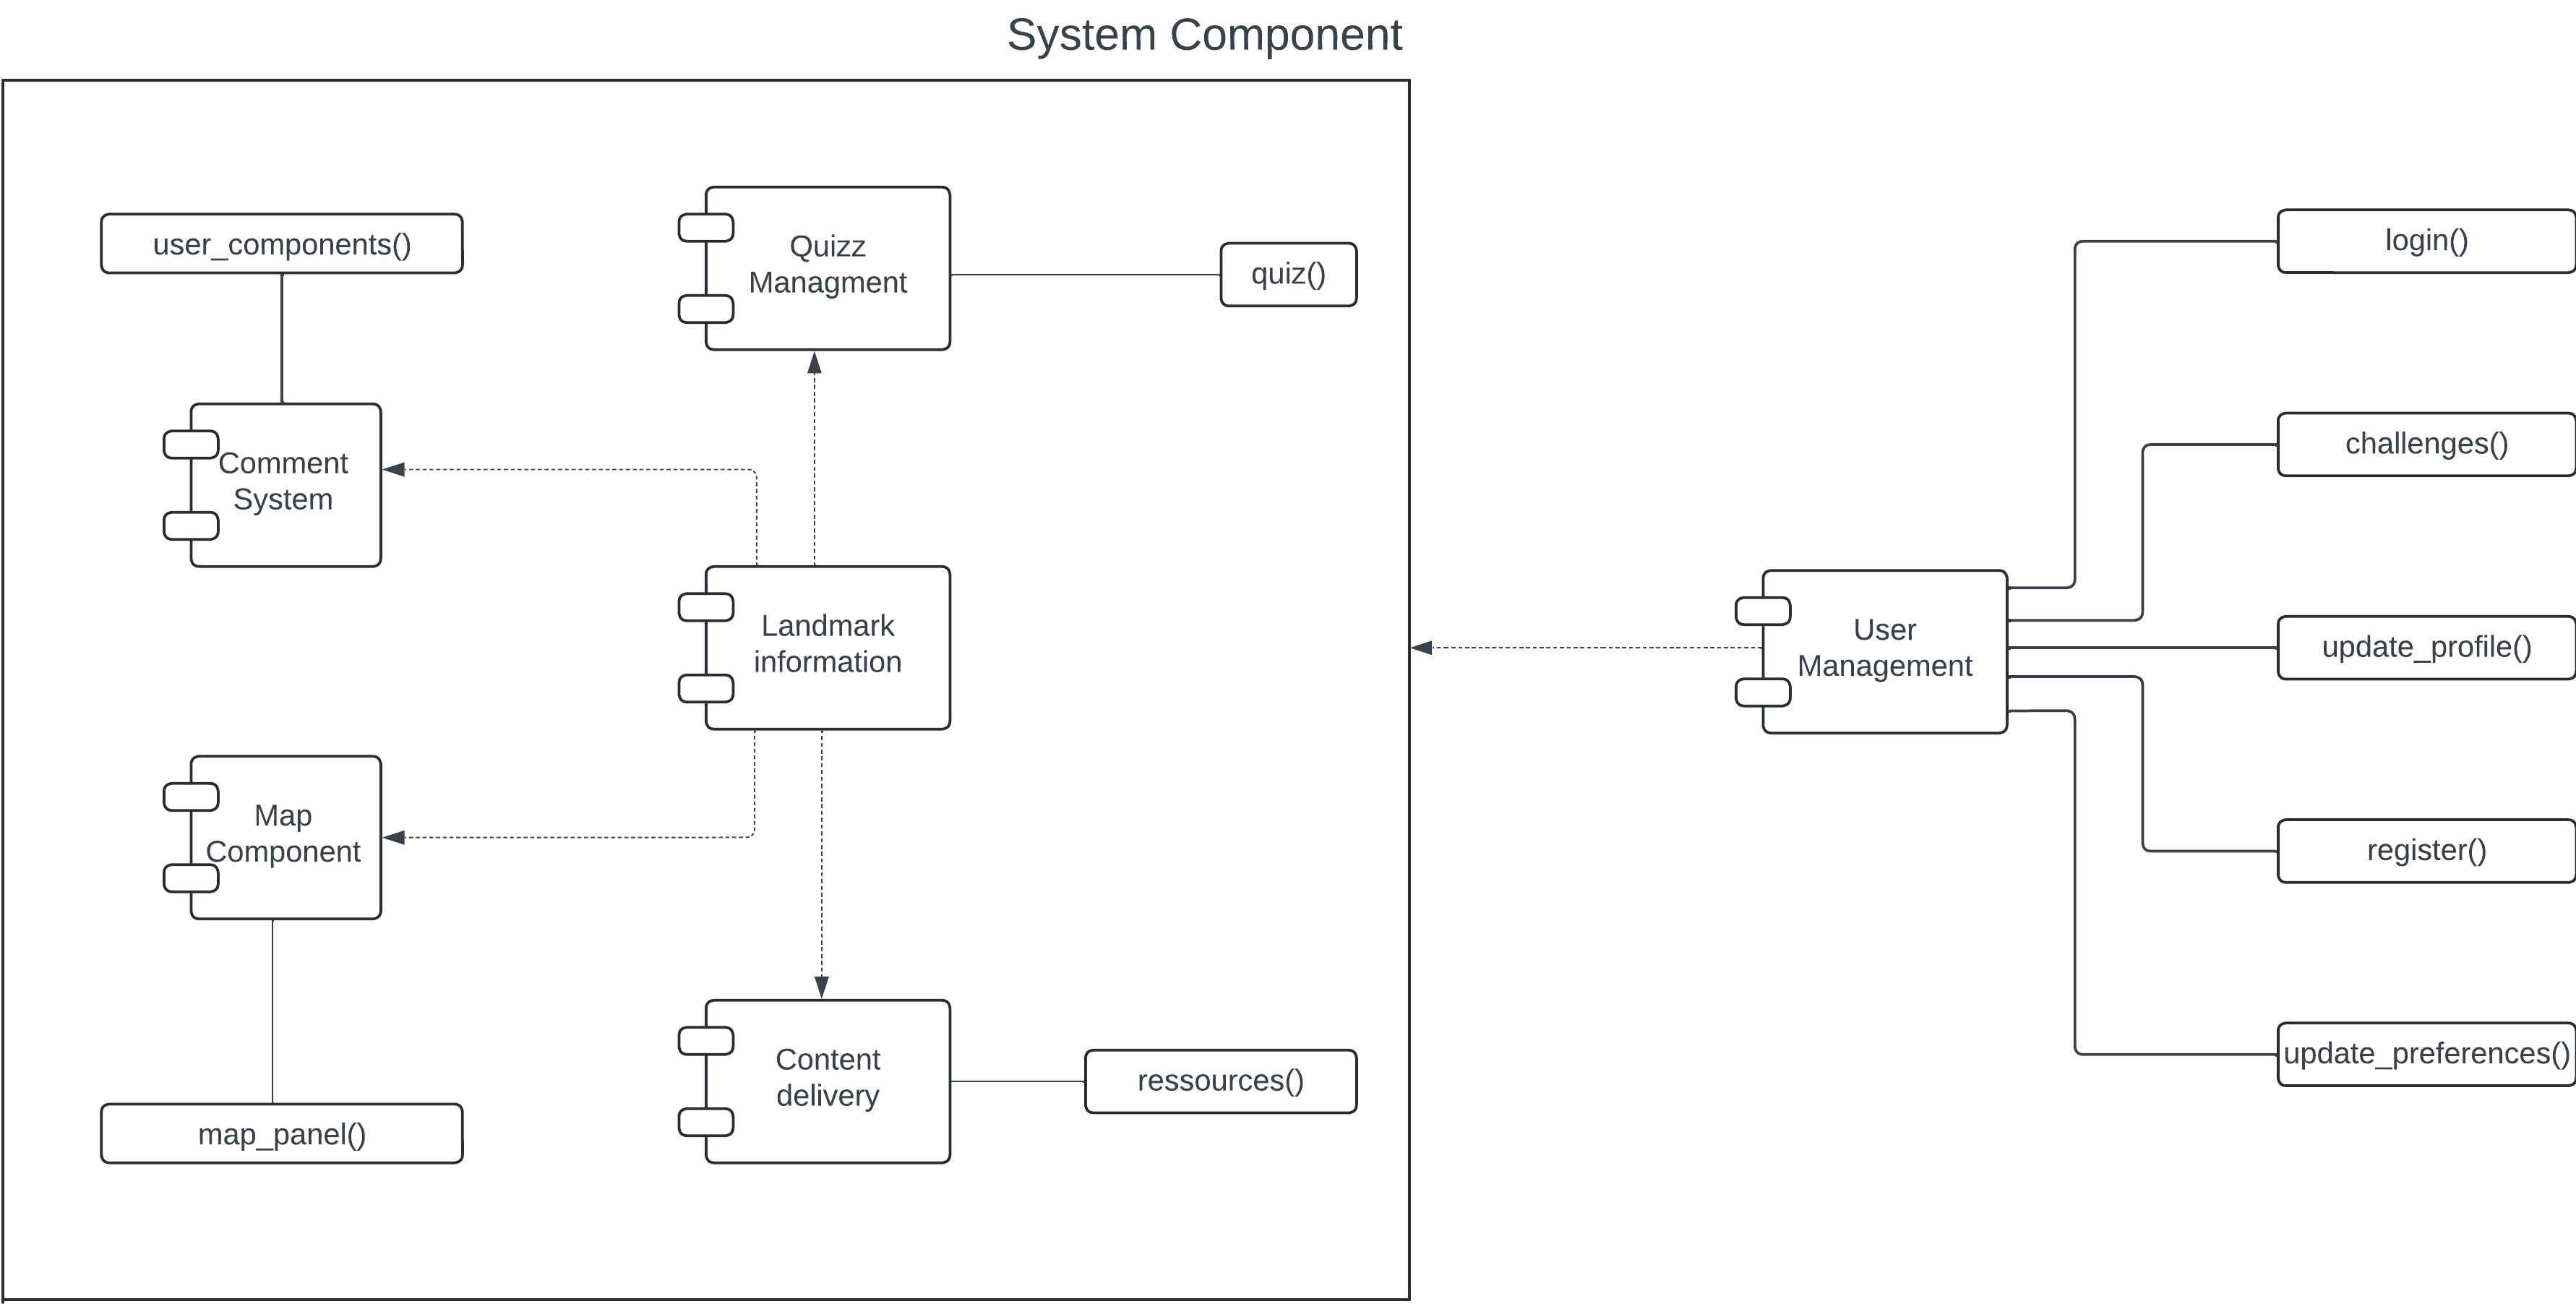 System Component
user_components()
Quizz
Managment
quiz()
Comment
System
Landmark
information
Map
Component
map_panel()
Content
delivery
ressources()
User
Management
login()
challenges()
update_profile()
register()
update_preferences()